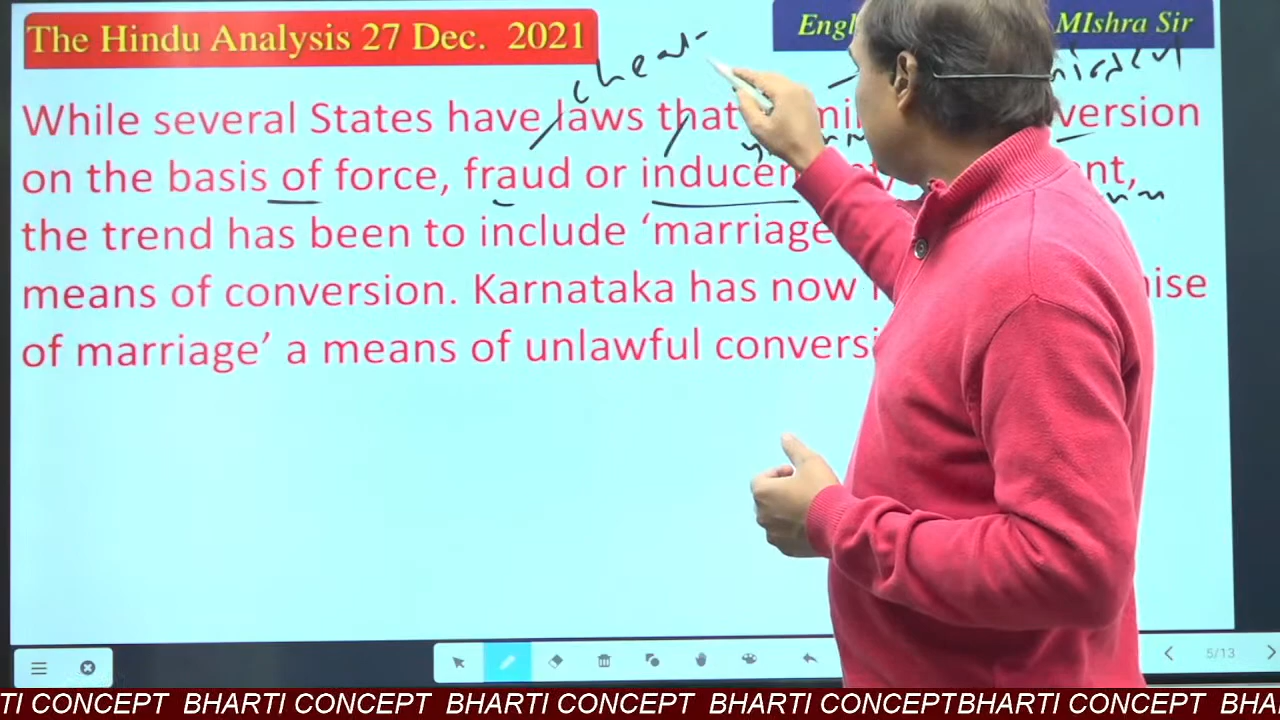 The Hindu Analysis 27 Dec. 2021
Engl MIshra Sir
cheat
While several States have laws that mi version
on the basis of force, fraud or inducem nt,
the trend has been to include ‘marriage
means of conversion. Karnataka has now ise
of marriage’ a means of unlawful conversi
5/13
TI CONCEPT BHARTI CONCEPT BHARTI CONCEPT BHARTI CONCEPTBHARTI CONCEPT BHA